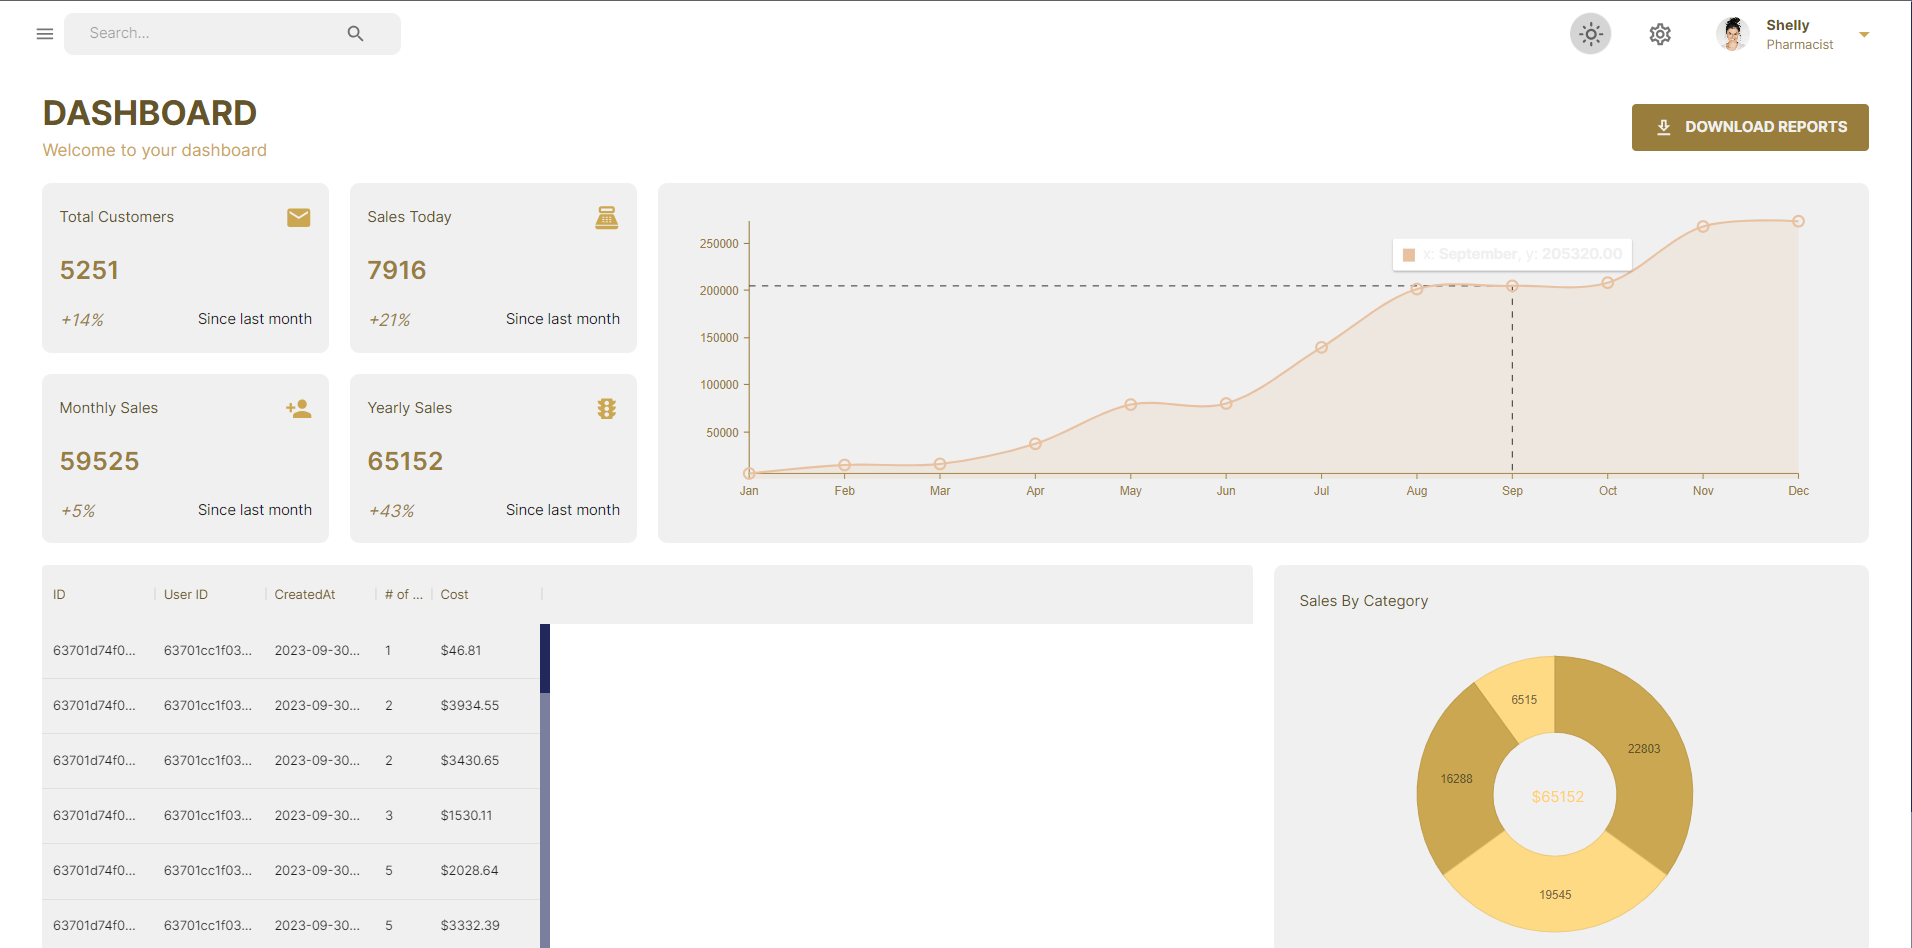 Search...
Shelly
Pharmacist
DASHBOARD
Welcome to your dashboard
DOWNLOAD REPORTS
Total Customers
5251
+14% Since last month
Sales Today
7916
+21% Since last month
Monthly Sales
59525
+5% Since last month
Yearly Sales
65152
+43% Since last month
x: September, y: 205320.00
250000
200000
150000
100000
50000
Jan Feb Mar Apr May Jun Jul Aug Sep Oct Nov Dec
ID User ID CreatedAt # of ... Cost
63701d74f0... 63701cc1f03... 2023-09-30... 1 $46.81
63701d74f0... 63701cc1f03... 2023-09-30... 2 $3934.55
63701d74f0... 63701cc1f03... 2023-09-30... 2 $3430.65
63701d74f0... 63701cc1f03... 2023-09-30... 3 $1530.11
63701d74f0... 63701cc1f03... 2023-09-30... 5 $2028.64
63701d74f0... 63701cc1f03... 2023-09-30... 5 $3332.39
Sales By Category
6515
22803
16288
$65152
19545